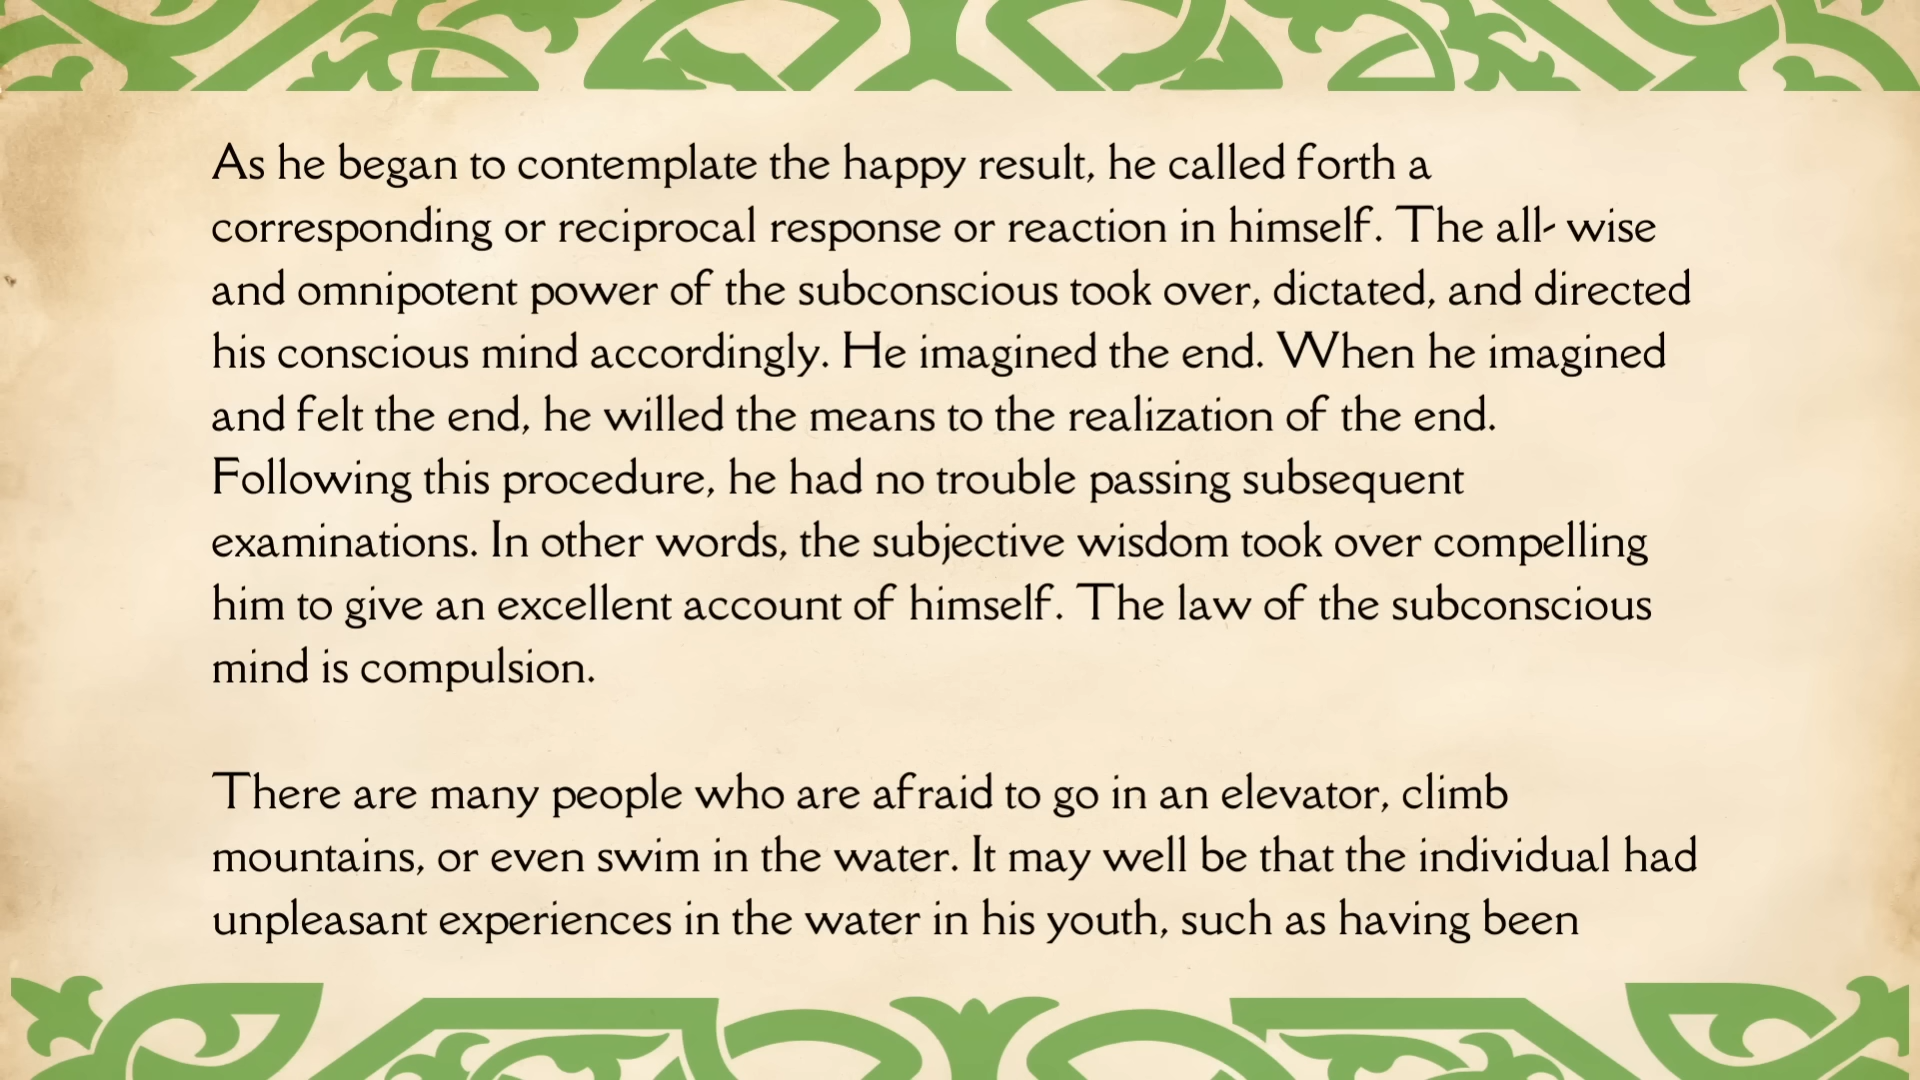 As he began to contemplate the happy result, he called forth a
corresponding or reciprocal response or reaction in himself. The all- wise
and omnipotent power of the subconscious took over, dictated, and directed
his conscious mind accordingly. He imagined the end. When he imagined
and felt the end, he willed the means to the realization of the end.
Following this procedure, he had no trouble passing subsequent
examinations. In other words, the subjective wisdom took over compelling
him to give an excellent account of himself. The law of the subconscious
mind is compulsion.
There are many people who are afraid to go in an elevator, climb
mountains, or even swim in the water. It may well be that the individual had
unpleasant experiences in the water in his youth, such as having been